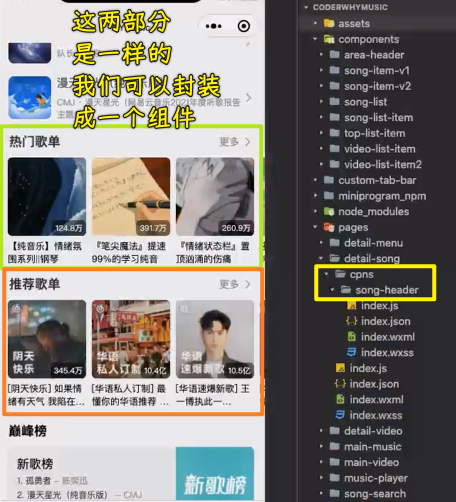 这两部分
是一样的
我们可以封装
成一个组件
队长
漫天
CMJ · 漫天星光（网易云音乐2021年度听歌报告
主题
热门歌单
更多
124.8万
391.7万
260.9万
【纯音乐】情绪氛
围系列||钢琴
『笔尖魔法』提速
99%的学习纯音
『情绪状态栏』置
顶汹涌的伤痛
推荐歌单
更多
阴天
快乐
345.4万
华语
私人订制
10.4亿
华语
速爆新歌
10.5亿
[阴天快乐] 如果情
绪有天气 我陷在...
[华语私人订制] 最
懂你的华语推荐 ...
[华语速爆新歌] 王
一博执此一...
巅峰榜
新歌榜
1. 孤勇者 - 陈奕迅
2. 漫天星光（纯音乐版） - CMJ
新歌榜
CODERWHYMUSIC
assets
components
area-header
song-item-v1
song-item-v2
song-list
song-list-item
top-list-item
video-list-item
video-list-item2
custom-tab-bar
miniprogram_npm
node_modules
pages
detail-menu
detail-song
cpns
song-header
index.js
index.json
index.wxml
index.wxss
index.js
index.json
index.wxml
index.wxss
detail-video
main-music
main-video
music-player
song-search